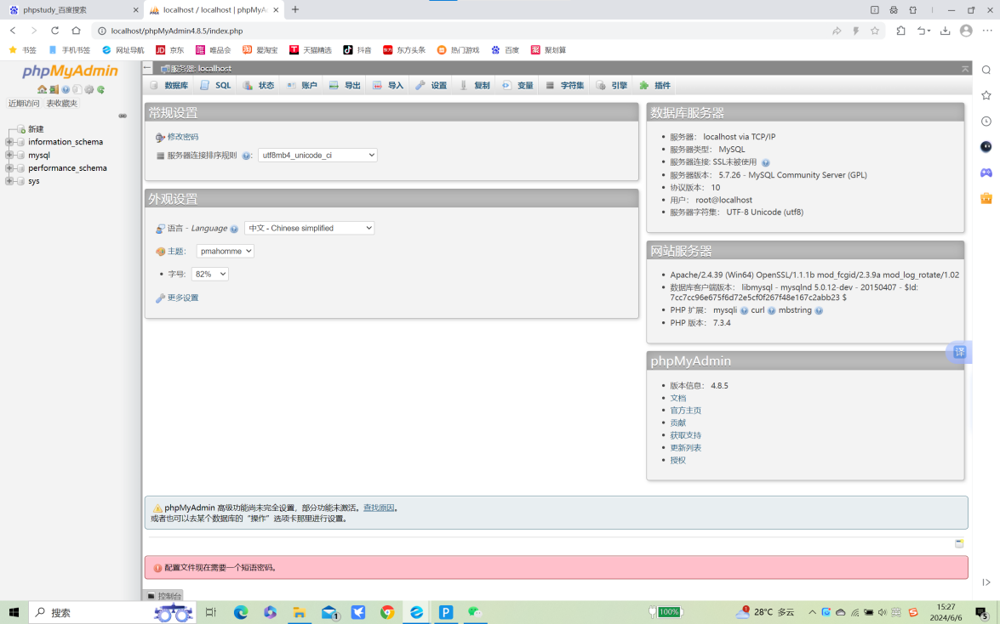 phpstudy_百度搜索
localhost / localhost | phpMyAd
localhost/phpMyAdmin4.8.5/index.php
书签 手机书签 网址导航 京东 唯品会 爱淘宝 天猫精选 抖音 东方头条 热门游戏 百度 聚划算
phpMyAdmin
近期访问 表收藏夹
新建
information_schema
mysql
performance_schema
sys
服务器: localhost
数据库 SQL 状态 账户 导出 导入 设置 复制 变量 字符集 引擎 插件
常规设置
修改密码
服务器连接排序规则 : utf8mb4_unicode_ci
外观设置
语言 - Language 中文 - Chinese simplified
主题: pmahomme
字号: 82%
更多设置
数据库服务器
服务器: localhost via TCP/IP
服务器类型: MySQL
服务器连接: SSL未被使用
服务器版本: 5.7.26 - MySQL Community Server (GPL)
协议版本: 10
用户: root@localhost
服务器字符集: UTF-8 Unicode (utf8)
网站服务器
Apache/2.4.39 (Win64) OpenSSL/1.1.1b mod_fcgid/2.3.9a mod_log_rotate/1.02
数据库客户端版本: libmysql - mysqlnd 5.0.12-dev - 20150407 - $Id:
7cc7cc96e675f6d72e5cf0f267f48e167c2abb23 $
PHP 扩展: mysqli curl mbstring
PHP 版本: 7.3.4
译
phpMyAdmin
版本信息: 4.8.5
文档
官方主页
贡献
获取支持
更新列表
授权
phpMyAdmin 高级功能尚未完全设置，部分功能未激活。查找原因。
或者也可以去某个数据库的 “操作” 选项卡那里进行设置。
配置文件现在需要一个短语密码。
控制台
搜索
100%
28°C 多云
英
15:27
2024/6/6